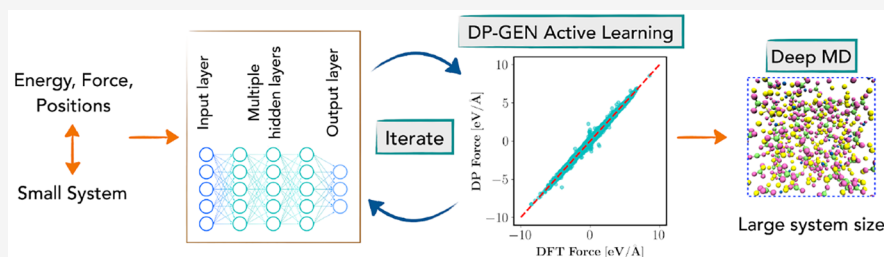 Energy, Force,
Positions
Small System
Input layer
Multiple
hidden layers
Output layer
Iterate
DP-GEN Active Learning
DP Force [eV/Å]
10
5
0
−5
−10
−10
0
10
DFT Force [eV/Å]
Deep MD
Large system size